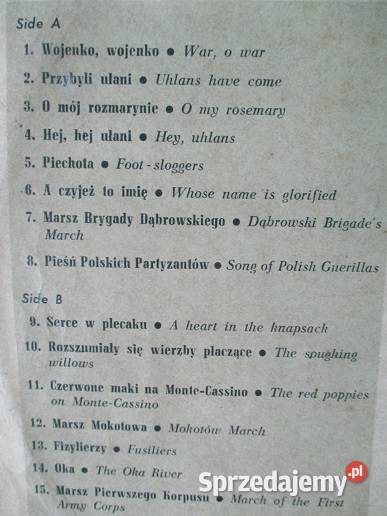 Side A
1. Wojenko, wojenko ● War, o war
2. Przybyli ułani ● Uhlans have come
3. O mój rozmarynie ● O my rosemary
4. Hej, hej ułani ● Hey, uhlans
5. Piechota ● Foot-sloggers
6. A czyjeż to imię ● Whose name is glorified
7. Marsz Brygady Dąbrowskiego ● Dąbrowski Brigade's
March
8. Pieśń Polskich Partyzantów ● Song of Polish Guerillas
Side B
9. Serce w plecaku ● A heart in the knapsack
10. Rozszumiały się wierzby płaczące ● The soughing
willows
11. Czerwone maki na Monte-Cassino ● The red poppies
on Monte-Cassino
12. Marsz Mokotowa ● Mokotów March
13. Fizylierzy ● Fusiliers
14. Oka ● The Oka River
15. Marsz Pierwszego Korpusu ● March of the First
Army Corps
Sprzedajemy.pl